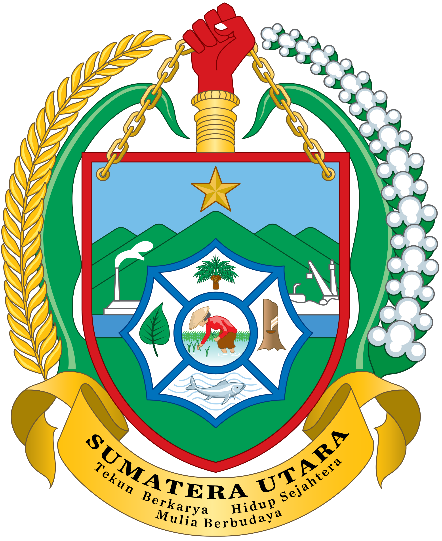 SUMATERA UTARA
Tekun Berkarya Hidup Sejahtera
Mulia Berbudaya